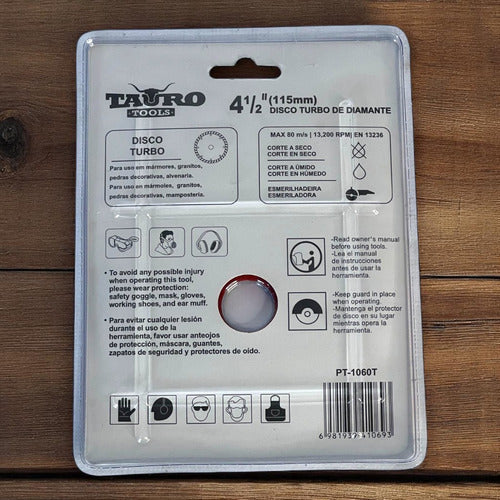 TAURO
TOOLS
4 1/2" (115mm)
DISCO TURBO DE DIAMANTE
DISCO
TURBO
Para uso em mármores, granitos,
pedras decorativas, alvenaria.
Para uso en marmoles, granitos,
pedras decorativas, mamposteria.
MAX 80 m/s | 13,200 RPM| EN 13236
CORTE A SECO
CORTE EN SECO
CORTE A ÚMIDO
CORTE EN HÚMEDO
ESMERILHADEIRA
ESMERILADORA
-Read owner's manual
before using tools.
-Lea el manual
de instrucciones
antes de usar la
herramienta.
• To avoid any possible injury
when operating this tool,
please wear protection:
safety goggle, mask, gloves,
working shoes, and ear muff.
• Para evitar cualquier lesión
durante el uso de la
herramienta, favor usar anteojos
de protección, máscara, guantes,
zapatos de seguridad y protectores de oído.
-Keep guard in place
when operating.
-Mantenga el protector
de disco en su lugar
mientras opera la
herramienta.
PT-1060T
6 981937 410693